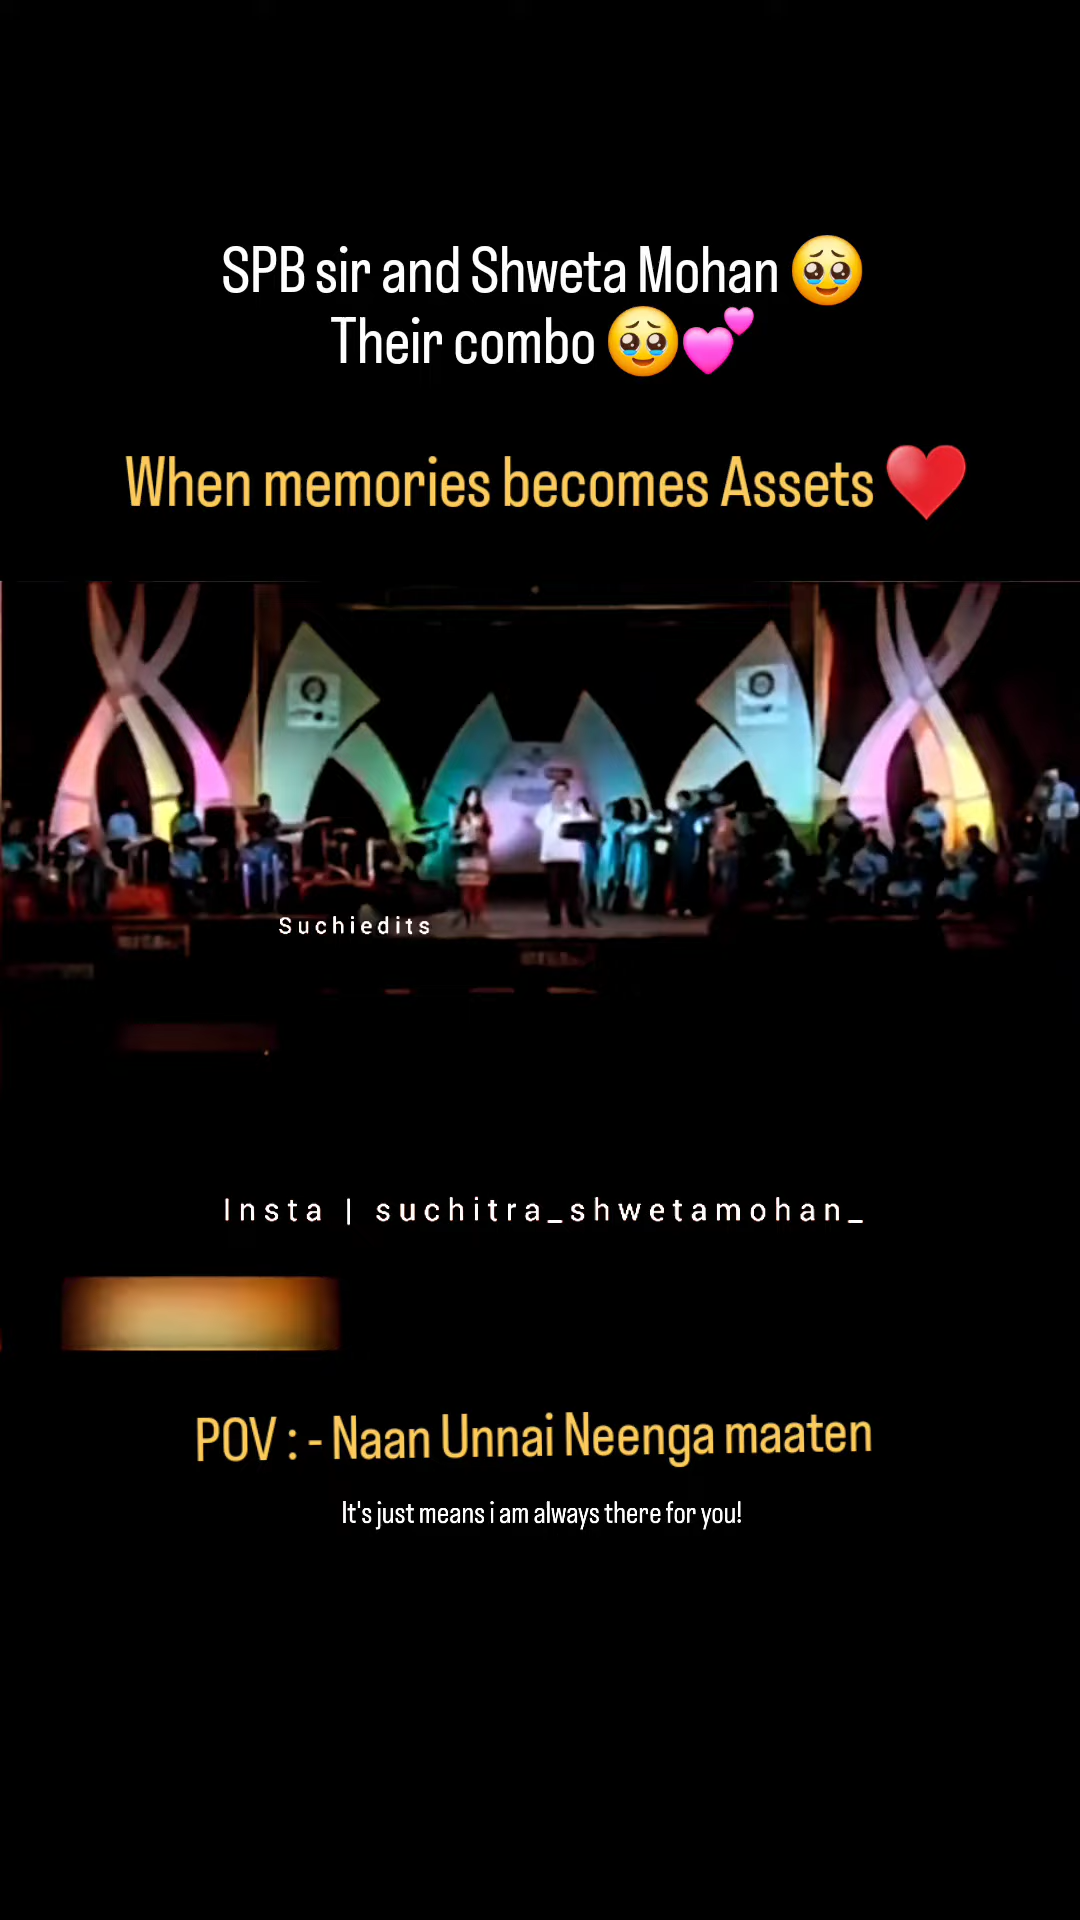 SPB sir and Shweta Mohan 🥹
Their combo 🥹💕
When memories becomes Assets ♥️
Suchiedits
Insta | suchitra_shwetamohan_
POV : - Naan Unnai Neenga maaten
It's just means i am always there for you!